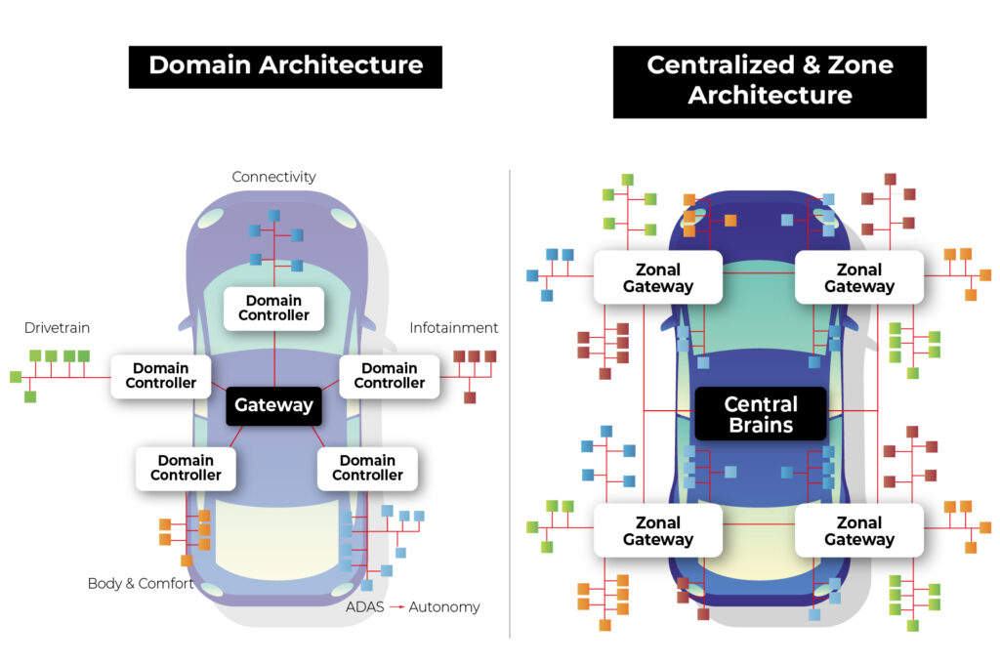 Domain Architecture
Connectivity
Domain
Controller
Drivetrain
Infotainment
Domain
Controller
Domain
Controller
Gateway
Domain
Controller
Domain
Controller
Body & Comfort
ADAS → Autonomy
Centralized & Zone
Architecture
Zonal
Gateway
Zonal
Gateway
Central
Brains
Zonal
Gateway
Zonal
Gateway